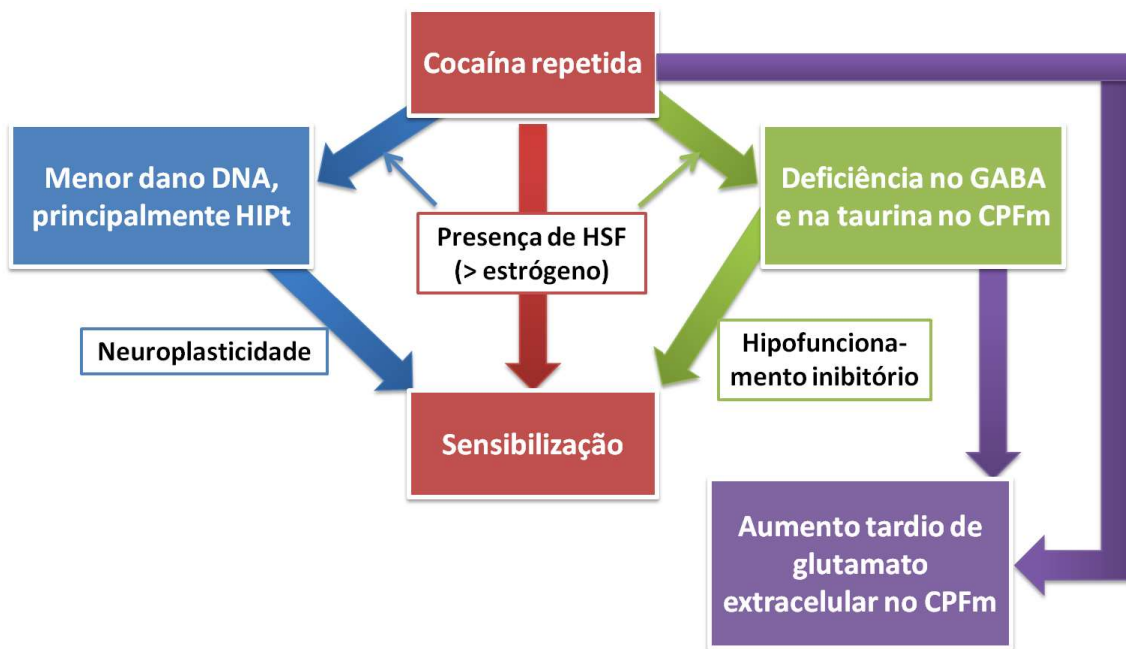 Cocaína repetida
Menor dano DNA,
principalmente HIPt
Deficiência no GABA
e na taurina no CPFm
Presença de HSF
(> estrógeno)
Neuroplasticidade
Hipofunciona-
mento inibitório
Sensibilização
Aumento tardio de
glutamato
extracelular no CPFm